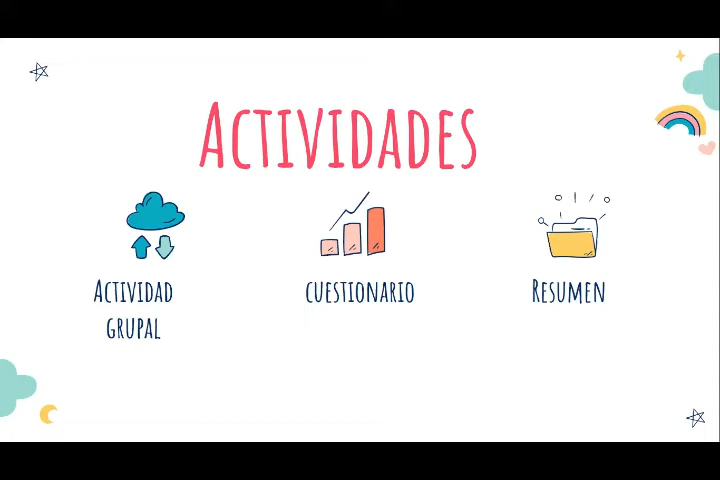 ACTIVIDADES
ACTIVIDAD
GRUPAL
CUESTIONARIO
RESUMEN